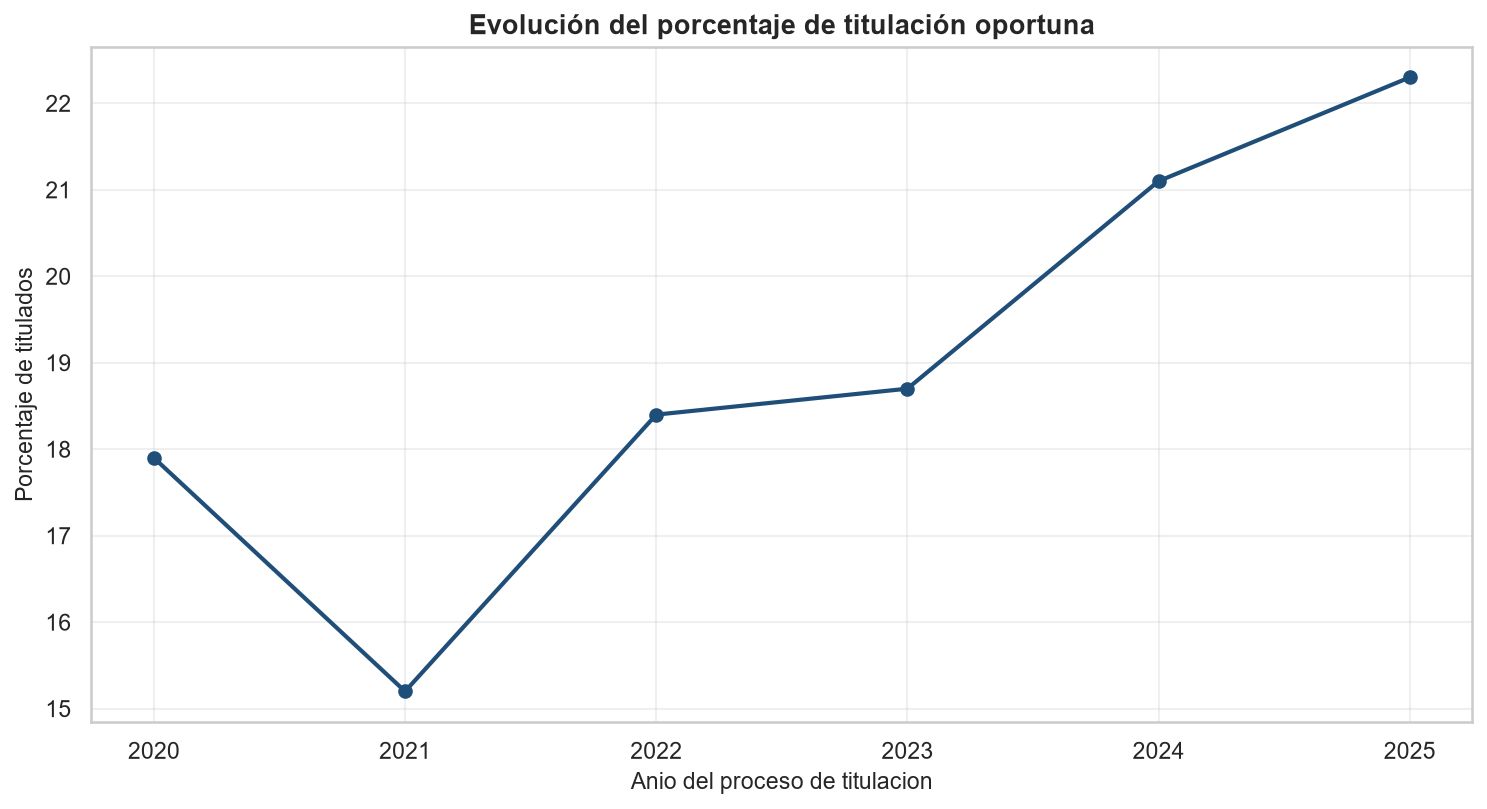 Evolución del porcentaje de titulación oportuna
Porcentaje de titulados
22
21
20
19
18
17
16
15
2020 2021 2022 2023 2024 2025
Anio del proceso de titulacion